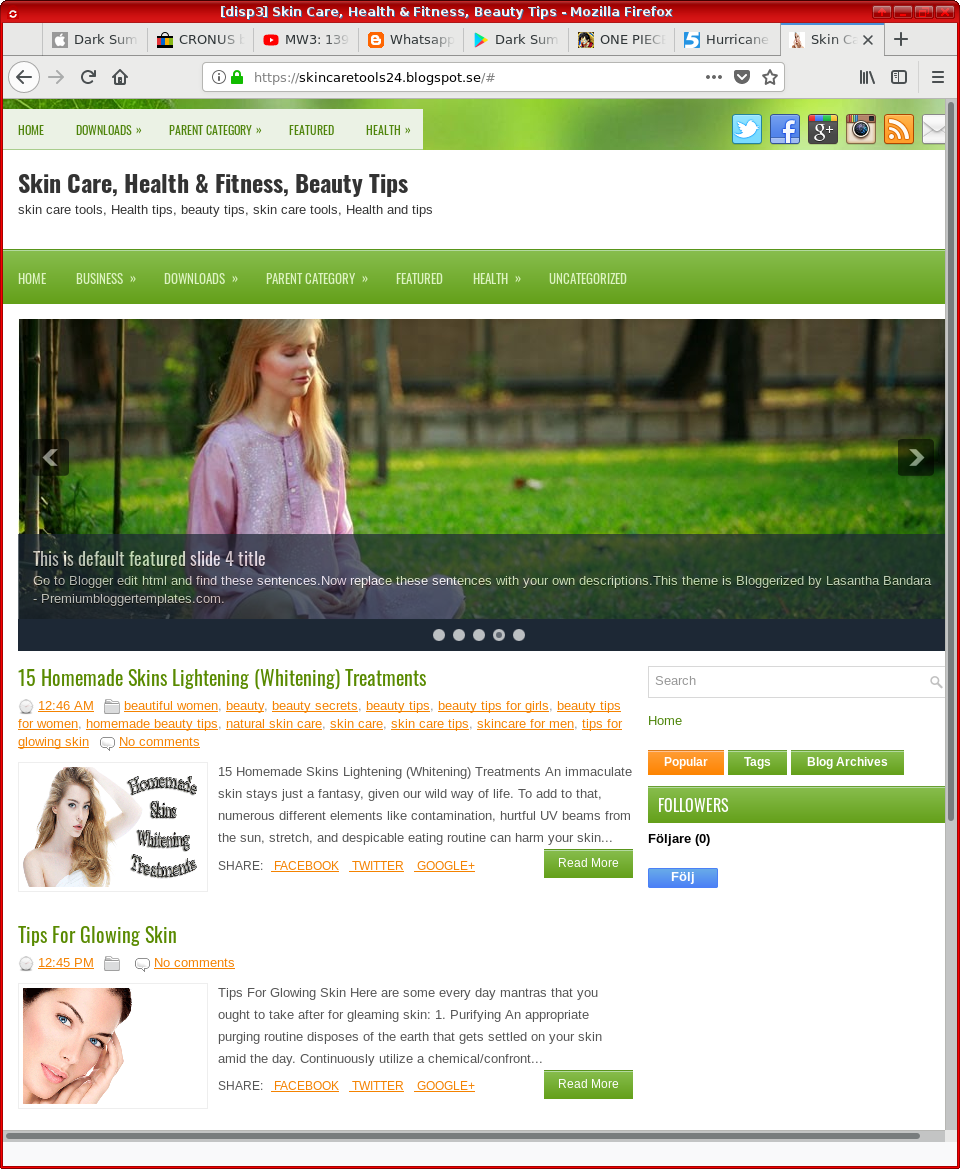 [disp3] Skin Care, Health & Fitness, Beauty Tips - Mozilla Firefox
Dark Sum CRONUS MW3: 139 Whatsapp Dark Sum ONE PIECE Hurricane Skin Ca
https://skincaretools24.blogspot.se/#
HOME DOWNLOADS » PARENT CATEGORY » FEATURED HEALTH »
Skin Care, Health & Fitness, Beauty Tips
skin care tools, Health tips, beauty tips, skin care tools, Health and tips
HOME BUSINESS » DOWNLOADS » PARENT CATEGORY » FEATURED HEALTH » UNCATEGORIZED
This is default featured slide 4 title
Go to Blogger edit html and find these sentences.Now replace these sentences with your own descriptions.This theme is Bloggerized by Lasantha Bandara
- Premiumbloggertemplates.com.
15 Homemade Skins Lightening (Whitening) Treatments
12:46 AM beautiful women, beauty, beauty secrets, beauty tips, beauty tips for girls, beauty tips
for women, homemade beauty tips, natural skin care, skin care, skin care tips, skincare for men, tips for
glowing skin No comments
Homemade
Skins
Whitening
Treatments
15 Homemade Skins Lightening (Whitening) Treatments An immaculate
skin stays just a fantasy, given our wild way of life. To add to that,
numerous different elements like contamination, hurtful UV beams from
the sun, stretch, and despicable eating routine can harm your skin...
SHARE: FACEBOOK TWITTER GOOGLE+ Read More
Tips For Glowing Skin
12:45 PM No comments
Tips For Glowing Skin Here are some every day mantras that you
ought to take after for gleaming skin: 1. Purifying An appropriate
purging routine disposes of the earth that gets settled on your skin
amid the day. Continuously utilize a chemical/confront...
SHARE: FACEBOOK TWITTER GOOGLE+ Read More
Search
Home
Popular Tags Blog Archives
FOLLOWERS
Följare (0)
Följ